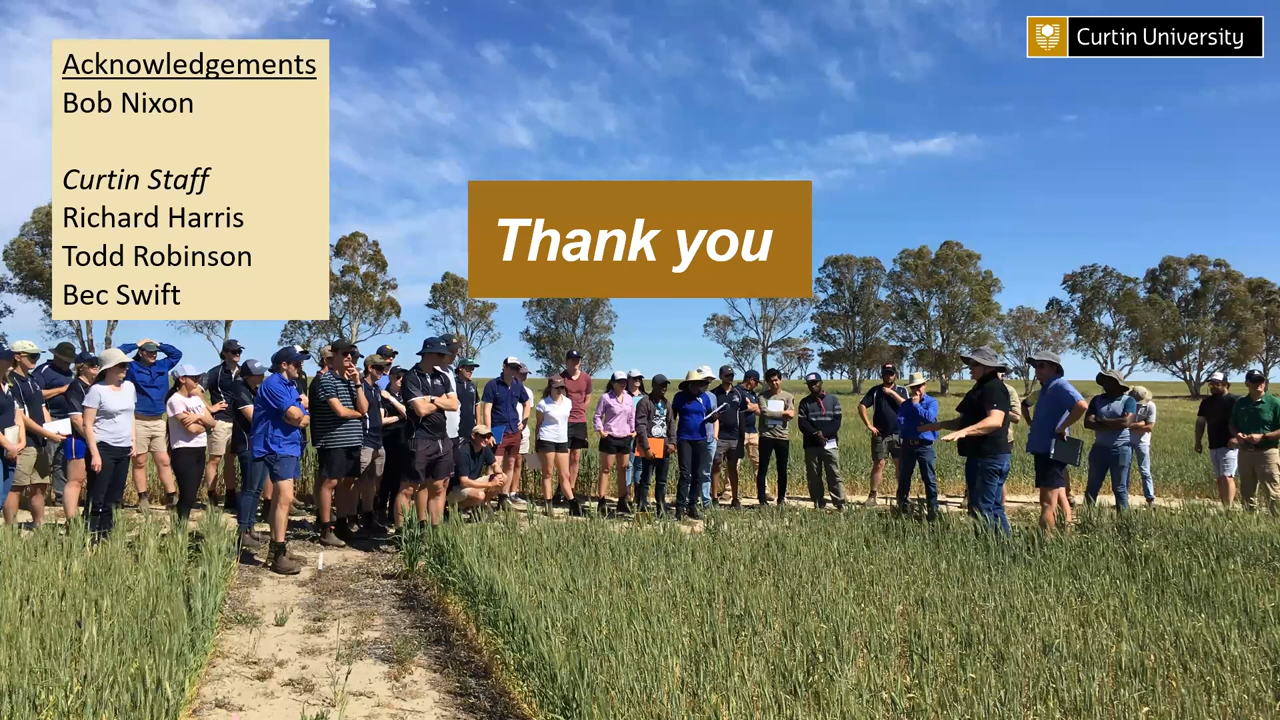 Acknowledgements
Bob Nixon
Curtin Staff
Richard Harris
Todd Robinson
Bec Swift
Thank you
Curtin University